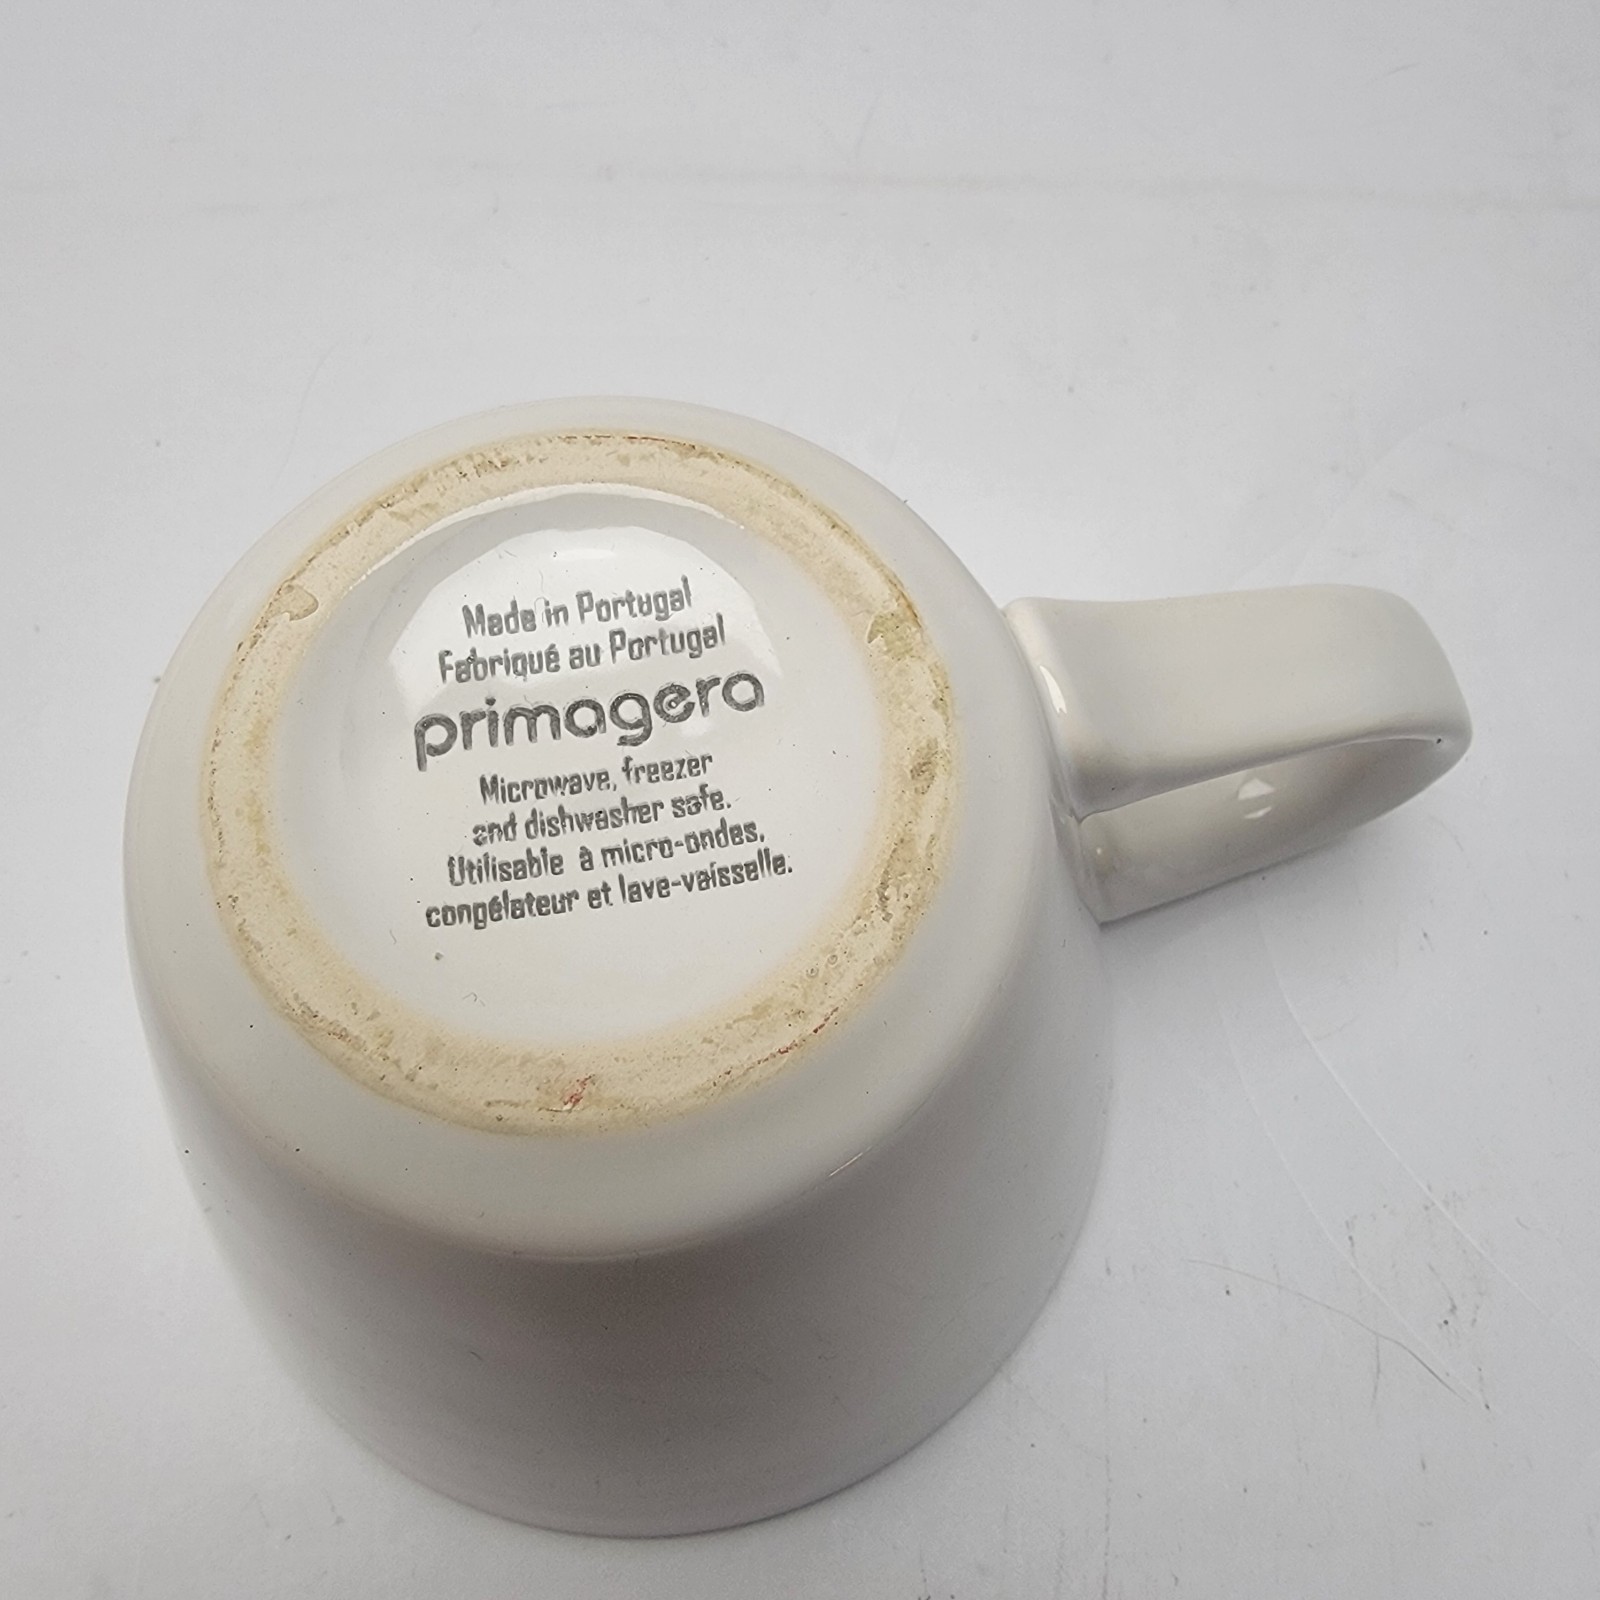 Made in Portugal
Fabriqué au Portugal
primagera
Microwave, freezer
and dishwasher safe.
Utilisable à micro-ondes,
congélateur et lave-vaisselle.